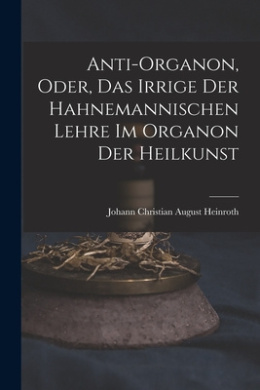 Anti-Organon,
Oder, Das Irrige Der
Hahnemannischen
Lehre Im Organon
Der Heilkunst
Johann Christian August Heinroth